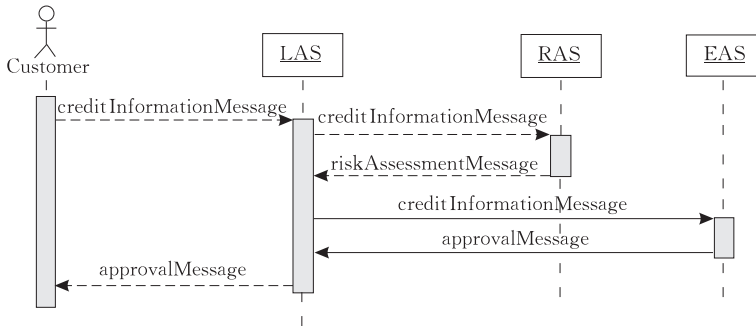 LAS
RAS
EAS
Customer
creditInformationMessage
creditInformationMessage
riskAssessmentMessage
creditInformationMessage
approvalMessage
approvalMessage